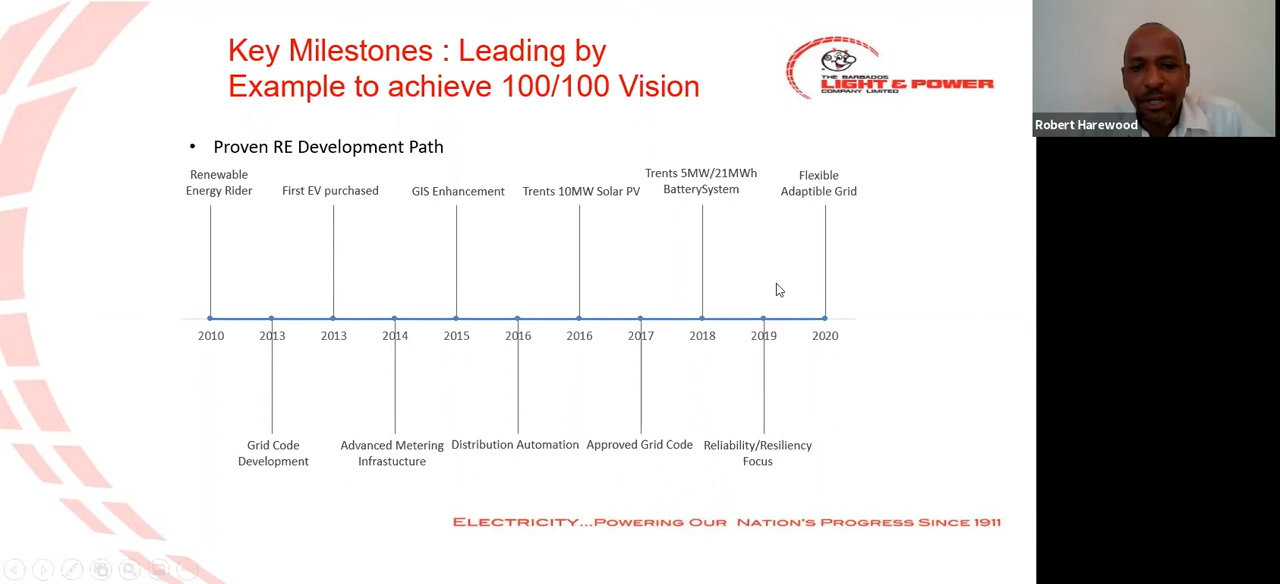 Key Milestones : Leading by
Example to achieve 100/100 Vision
THE BARBADOS
LIGHT & POWER
COMPANY LIMITED
Robert Harewood
• Proven RE Development Path
Renewable
Energy Rider
First EV purchased
GIS Enhancement
Trents 10MW Solar PV
Trents 5MW/21MWh
BatterySystem
Flexible
Adaptible Grid
2010 2013 2013 2014 2015 2016 2016 2017 2018 2019 2020
Grid Code
Development
Advanced Metering
Infrastucture
Distribution Automation
Approved Grid Code
Reliability/Resiliency
Focus
ELECTRICITY...POWERING OUR NATION'S PROGRESS SINCE 1911